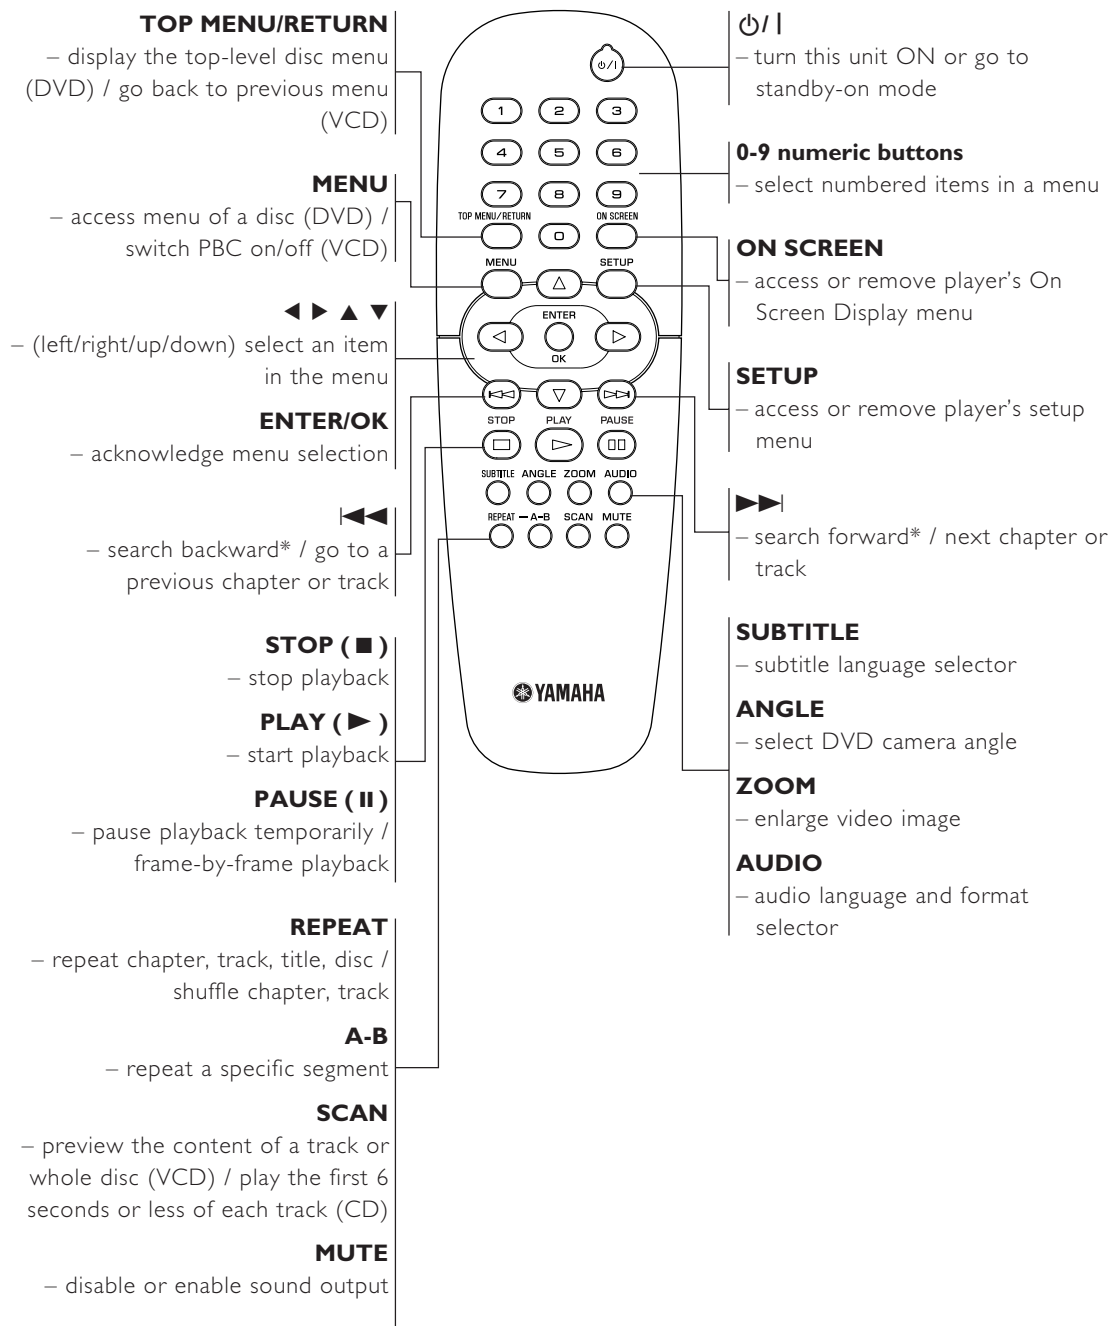 TOP MENU/RETURN
– display the top-level disc menu
(DVD) / go back to previous menu
(VCD)
MENU
– access menu of a disc (DVD) /
switch PBC on/off (VCD)
◀ ▶ ▲ ▼
– (left/right/up/down) select an item
in the menu
ENTER/OK
– acknowledge menu selection
|◀◀
– search backward* / go to a
previous chapter or track
STOP ( ■ )
– stop playback
PLAY ( ▶ )
– start playback
PAUSE ( II )
– pause playback temporarily /
frame-by-frame playback
REPEAT
– repeat chapter, track, title, disc /
shuffle chapter, track
A-B
– repeat a specific segment
SCAN
– preview the content of a track or
whole disc (VCD) / play the first 6
seconds or less of each track (CD)
MUTE
– disable or enable sound output
⏻/I
1 2 3
4 5 6
7 8 9
TOP MENU/RETURN ON SCREEN
0
MENU SETUP
ENTER
OK
STOP PLAY PAUSE
SUBTITLE ANGLE ZOOM AUDIO
REPEAT – A-B SCAN MUTE
YAMAHA
⏻/ |
– turn this unit ON or go to
standby-on mode
0-9 numeric buttons
– select numbered items in a menu
ON SCREEN
– access or remove player's On
Screen Display menu
SETUP
– access or remove player's setup
menu
▶▶|
– search forward* / next chapter or
track
SUBTITLE
– subtitle language selector
ANGLE
– select DVD camera angle
ZOOM
– enlarge video image
AUDIO
– audio language and format
selector